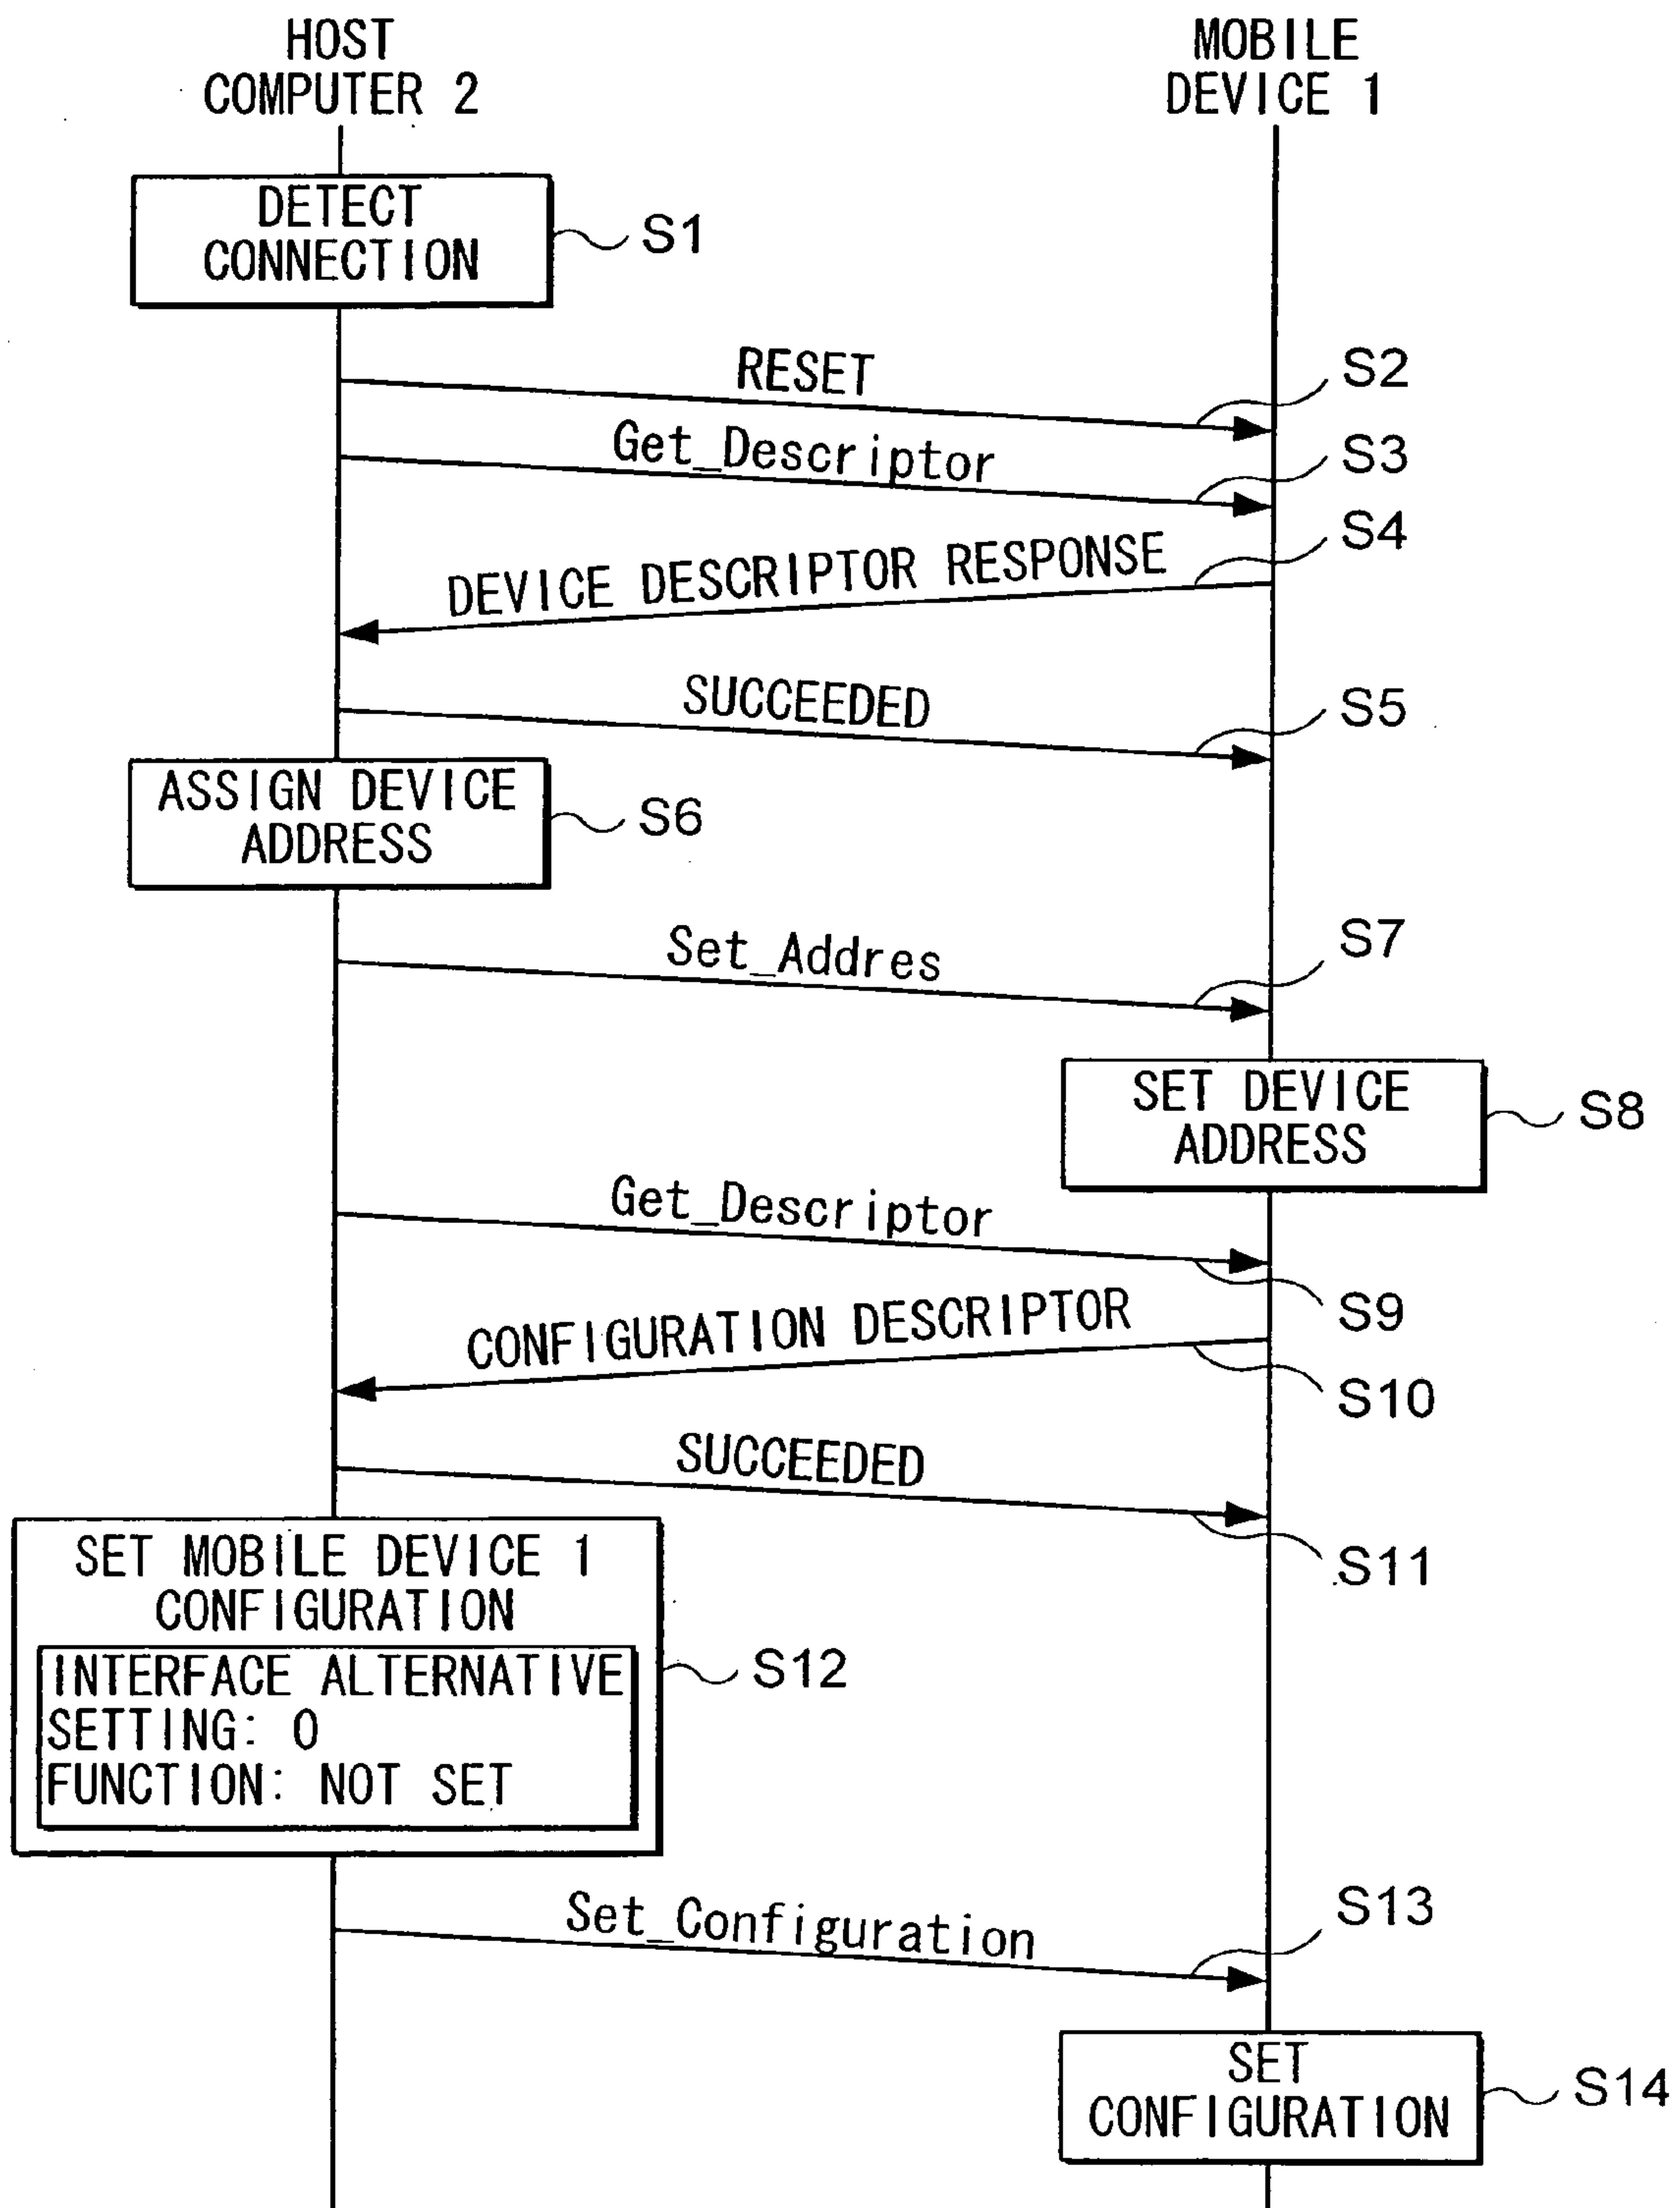 HOST
COMPUTER 2
MOBILE
DEVICE 1
DETECT
CONNECTION
S1
RESET
S2
Get_Descriptor
S3
DEVICE DESCRIPTOR RESPONSE
S4
SUCCEEDED
S5
ASSIGN DEVICE
ADDRESS
S6
Set_Addres
S7
SET DEVICE
ADDRESS
S8
Get_Descriptor
S9
CONFIGURATION DESCRIPTOR
S10
SUCCEEDED
S11
SET MOBILE DEVICE 1
CONFIGURATION
INTERFACE ALTERNATIVE
SETTING: 0
FUNCTION: NOT SET
S12
Set_Configuration
S13
SET
CONFIGURATION
S14